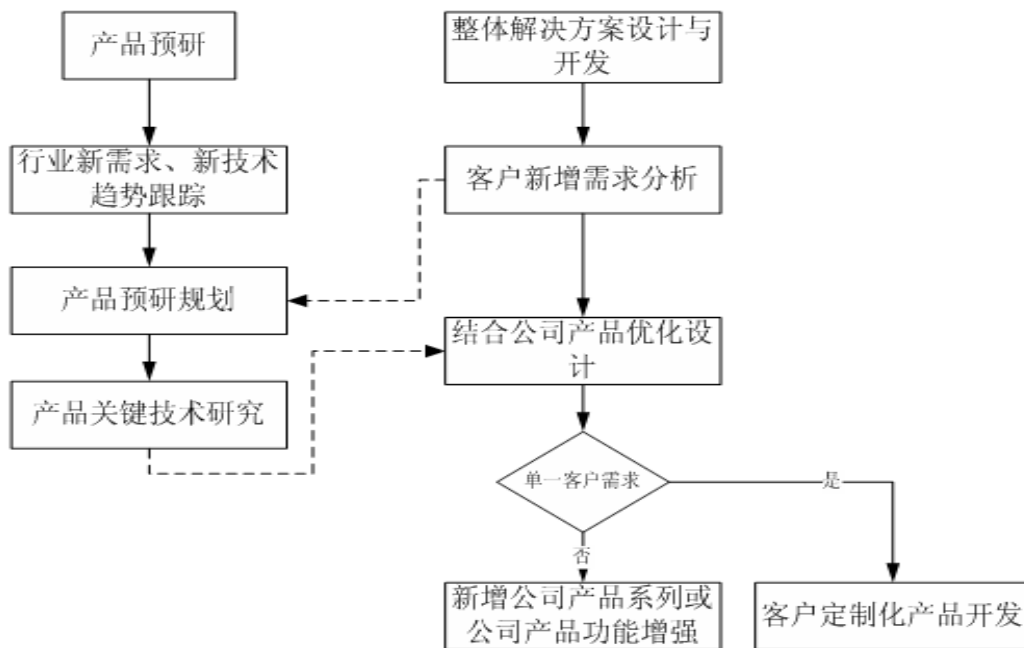 产品预研
行业新需求、新技术
趋势跟踪
产品预研规划
产品关键技术研究
整体解决方案设计与
开发
客户新增需求分析
结合公司产品优化设
计
单一客户需求
是
否
新增公司产品系列或
公司产品功能增强
客户定制化产品开发